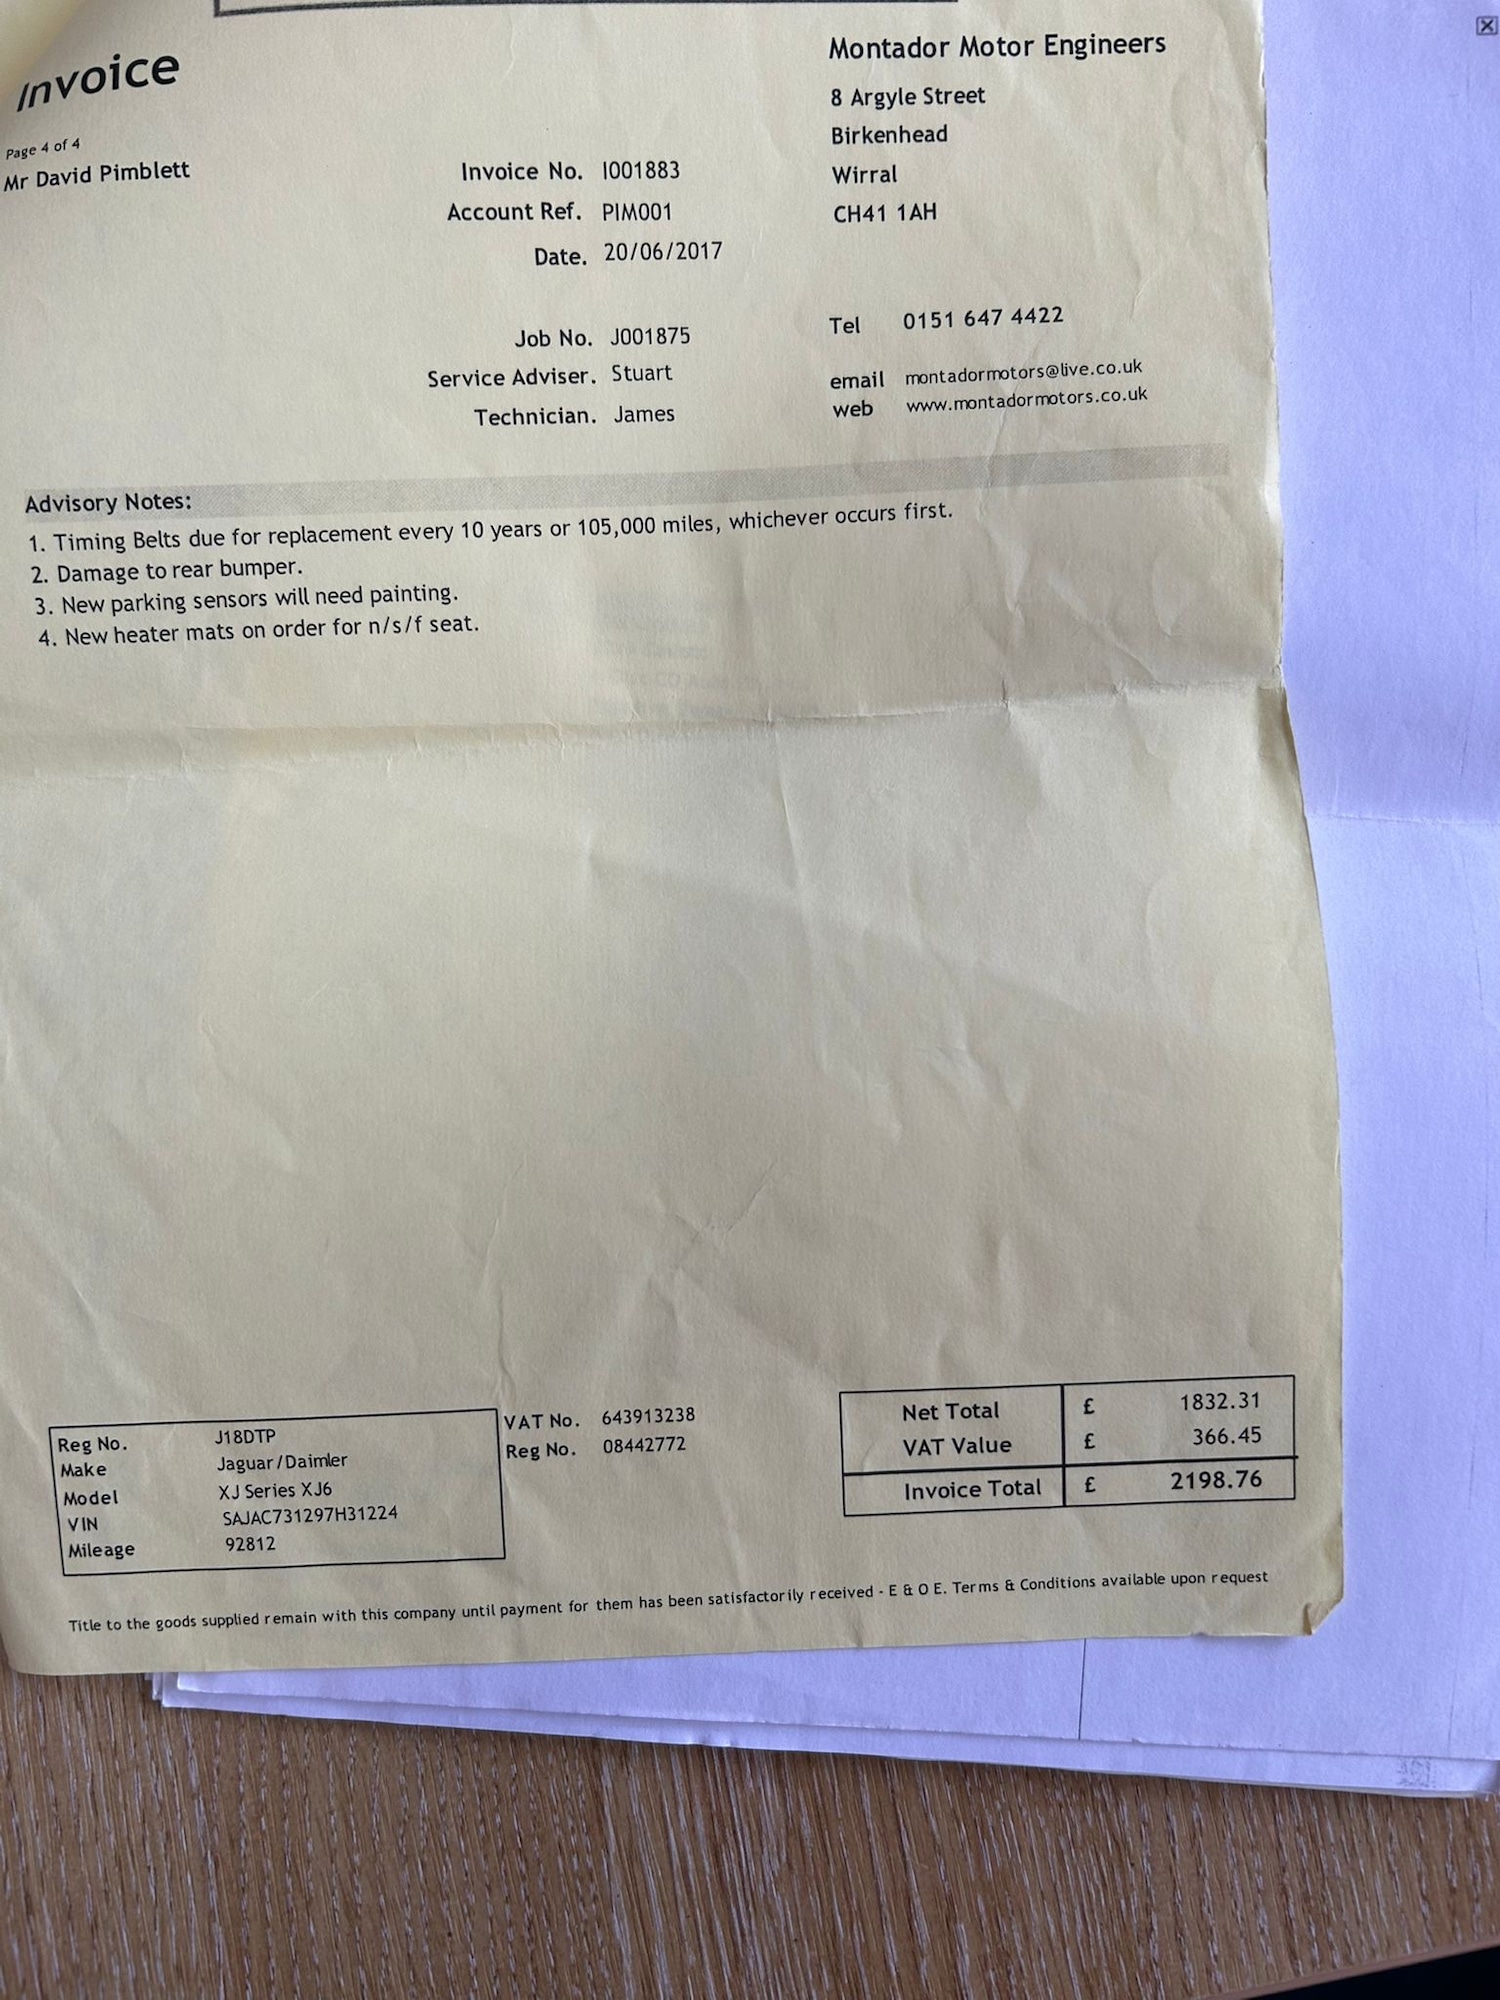 Invoice
Page 4 of 4
Mr David Pimblett
Invoice No. I001883
Account Ref. PIM001
Date. 20/06/2017
Job No. J001875
Service Adviser. Stuart
Technician. James
Montador Motor Engineers
8 Argyle Street
Birkenhead
Wirral
CH41 1AH
Tel 0151 647 4422
email montadormotors@live.co.uk
web www.montadormotors.co.uk
Advisory Notes:
1. Timing Belts due for replacement every 10 years or 105,000 miles, whichever occurs first.
2. Damage to rear bumper.
3. New parking sensors will need painting.
4. New heater mats on order for n/s/f seat.
Reg No. J18DTP
Make Jaguar/Daimler
Model XJ Series XJ6
VIN SAJAC731297H31224
Mileage 92812
VAT No. 643913238
Reg No. 08442772
Net Total £ 1832.31
VAT Value £ 366.45
Invoice Total £ 2198.76
Title to the goods supplied remain with this company until payment for them has been satisfactorily received - E & O E. Terms & Conditions available upon request